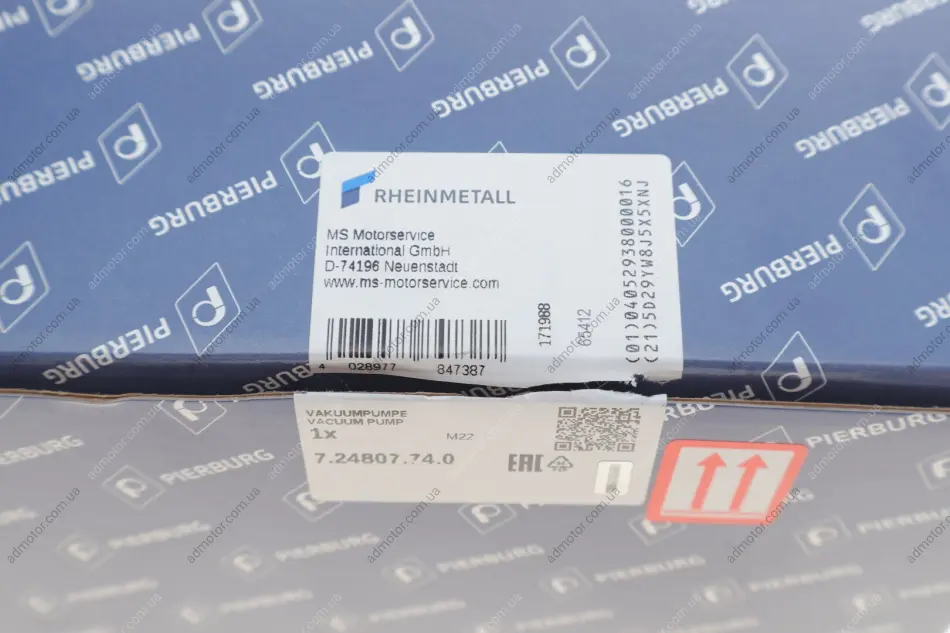 PIERBURG
RHEINMETALL
MS Motorservice
International GmbH
D-74196 Neuenstadt
www.ms-motorservice.com
4 028977 847387
171988
65412
(01)04052938000016
(21)5D29YW8J5X5XNJ
VAKUUMPUMPE
VACUUM PUMP
1x
M22
7.24807.74.0
EAC
PIERBURG
admotor.com.ua